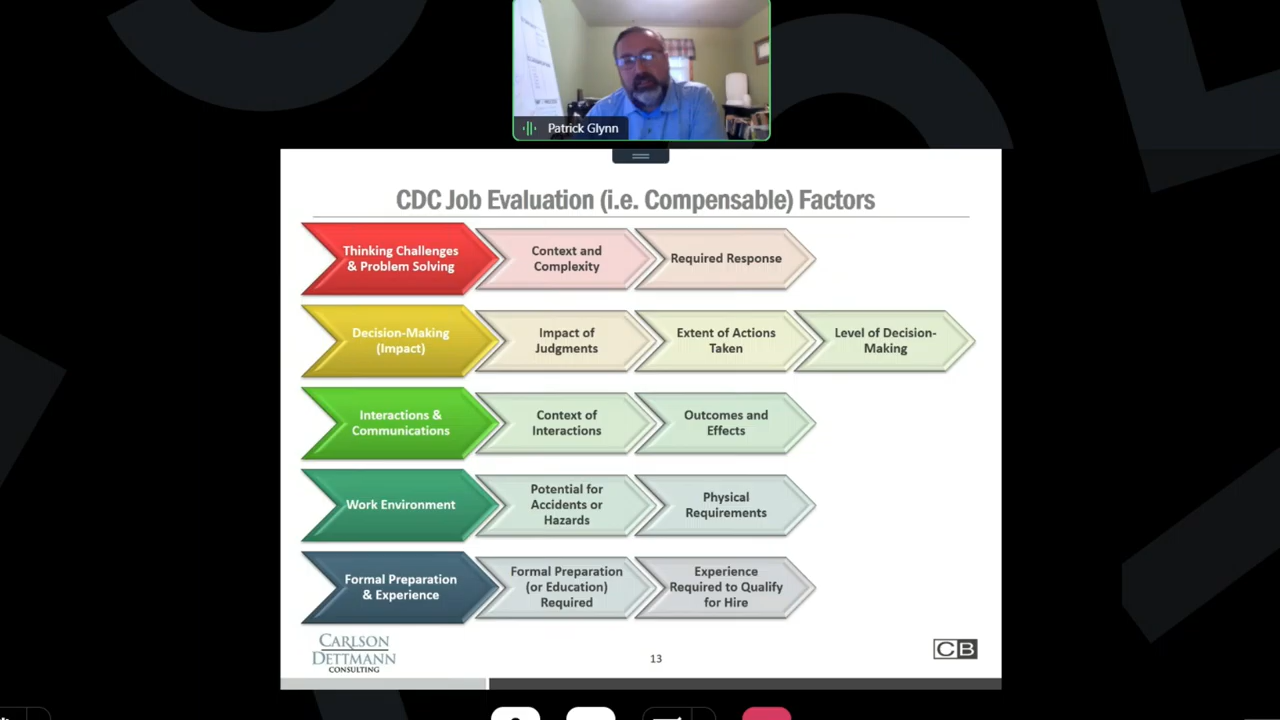 Patrick Glynn
CDC Job Evaluation (i.e. Compensable) Factors
Thinking Challenges
& Problem Solving
Context and
Complexity
Required Response
Decision-Making
(Impact)
Impact of
Judgments
Extent of Actions
Taken
Level of Decision-
Making
Interactions &
Communications
Context of
Interactions
Outcomes and
Effects
Work Environment
Potential for
Accidents or
Hazards
Physical
Requirements
Formal Preparation
& Experience
Formal Preparation
(or Education)
Required
Experience
Required to Qualify
for Hire
CARLSON
DETTMANN
CONSULTING
13
CB